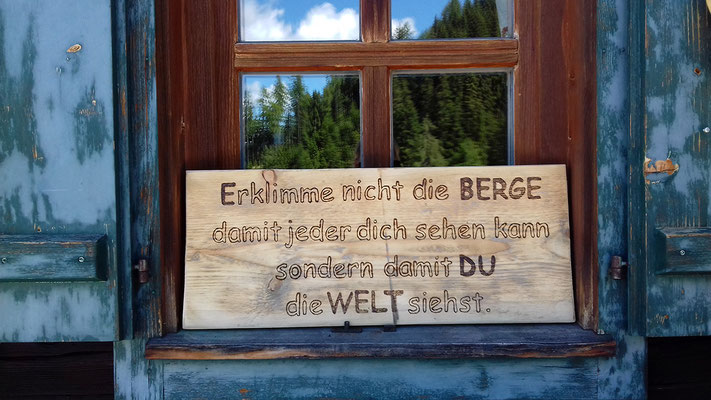 Erklimme nicht die BERGE
damit jeder dich sehen kann
sondern damit DU
die WELT siehst.